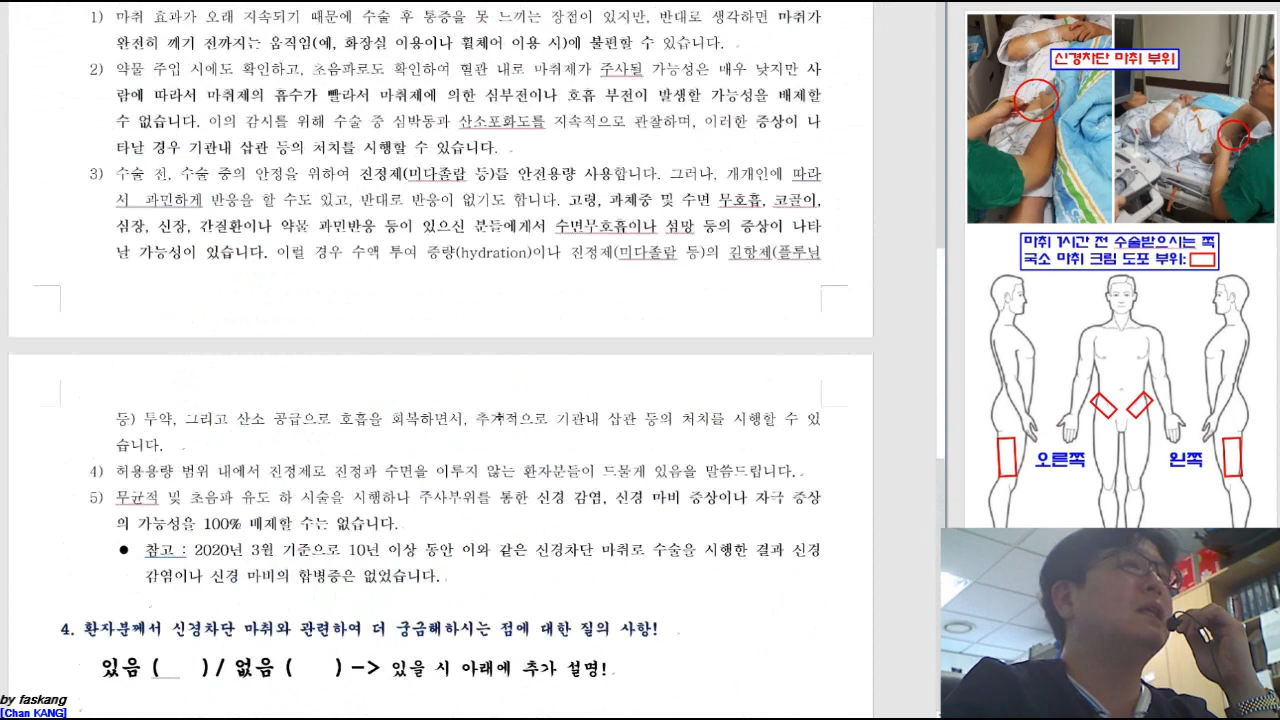 1) 마취 효과가 오래 지속되기 때문에 수술 후 통증을 못 느끼는 장점이 있지만, 반대로 생각하면 마취가
완전히 깨기 전까지는 움직임(예, 화장실 이용이나 휠체어 이용 시)에 불편할 수 있습니다.
2) 약물 주입 시에도 확인하고, 초음파로도 확인하여 혈관 내로 마취제가 주사될 가능성은 매우 낮지만 사
람에 따라서 마취제의 흡수가 빨라서 마취제에 의한 심부전이나 호흡 부전이 발생할 가능성을 배제할
수 없습니다. 이의 감시를 위해 수술 중 심박동과 산소포화도를 지속적으로 관찰하며, 이러한 증상이 나
타날 경우 기관내 삽관 등의 처치를 시행할 수 있습니다.
3) 수술 전, 수술 중의 안정을 위하여 진정제(미다졸람 등)를 안전용량 사용합니다. 그러나, 개개인에 따라
서 과민하게 반응을 할 수도 있고, 반대로 반응이 없기도 합니다. 고령, 과체중 및 수면 무호흡, 코골이,
심장, 신장, 간질환이나 약물 과민반응 등이 있으신 분들에게서 수면무호흡이나 섬망 등의 증상이 나타
날 가능성이 있습니다. 이럴 경우 수액 투여 증량(hydration)이나 진정제(미다졸람 등)의 길항제(플루닐
등) 투약, 그리고 산소 공급으로 호흡을 회복하면서, 추가적으로 기관내 삽관 등의 처치를 시행할 수 있
습니다.
4) 허용용량 범위 내에서 진정제로 진정과 수면을 이루지 않는 환자분들이 드물게 있음을 말씀드립니다.
5) 무균적 및 초음파 유도 하 시술을 시행하나 주사부위를 통한 신경 감염, 신경 마비 증상이나 자극 증상
의 가능성을 100% 배제할 수는 없습니다.
● 참고 : 2020년 3월 기준으로 10년 이상 동안 이와 같은 신경차단 마취로 수술을 시행한 결과 신경
감염이나 신경 마비의 합병증은 없었습니다.
4. 환자분께서 신경차단 마취와 관련하여 더 궁금해하시는 점에 대한 질의 사항!
있음 ( ) / 없음 ( ) –> 있을 시 아래에 추가 설명!
by faskang
[Chan KANG]
신경차단 마취 부위
마취 1시간 전 수술받으시는 쪽
국소 마취 크림 도포 부위:
오른쪽
왼쪽